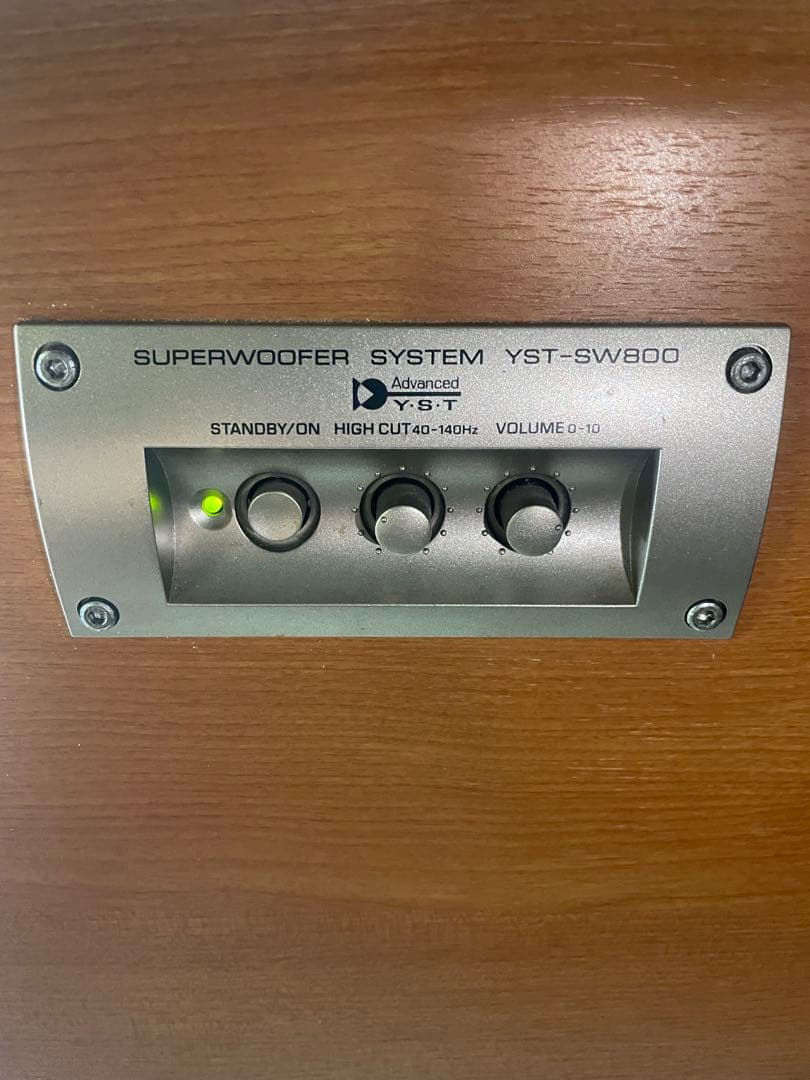 SUPERWOOFER SYSTEM YST-SW800
Advanced
Y·S·T
STANDBY/ON HIGH CUT 40-140Hz VOLUME 0-10